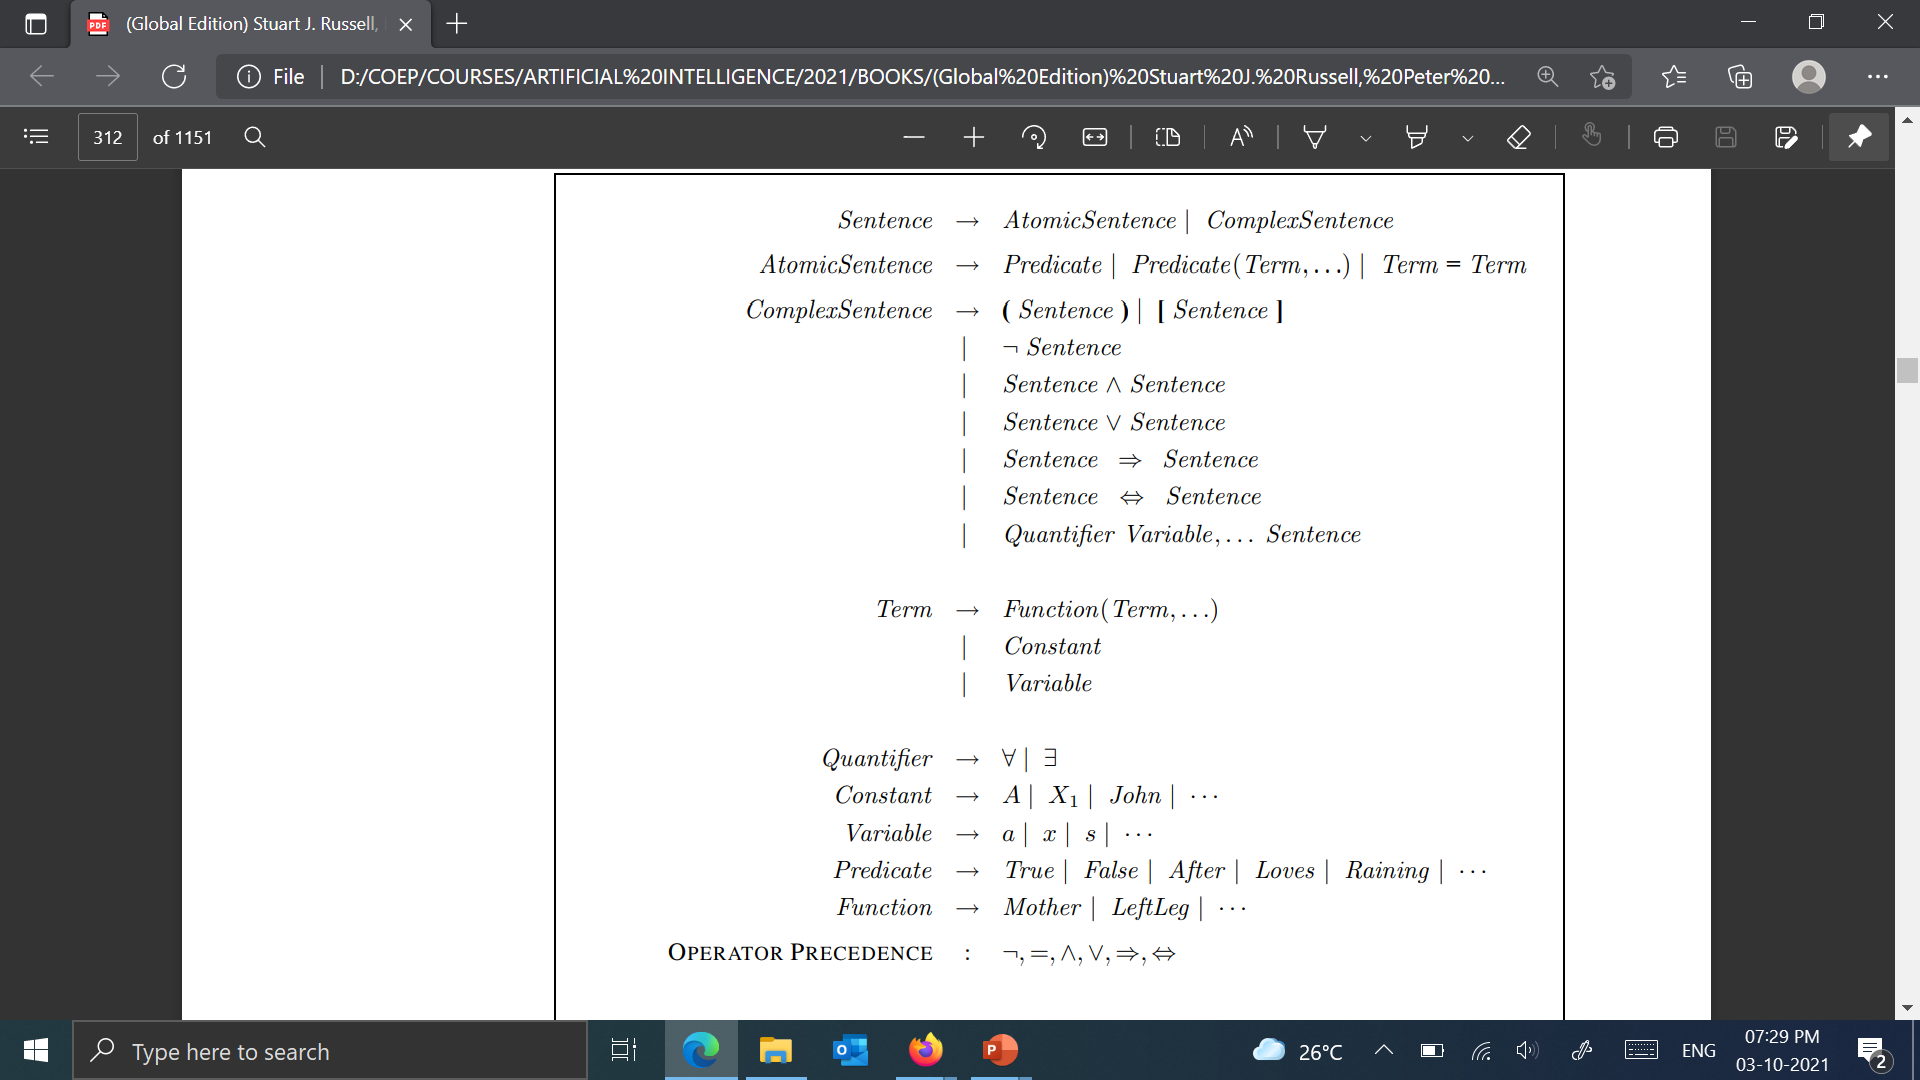 (Global Edition) Stuart J. Russell,
File
D:/COEP/COURSES/ARTIFICIAL%20INTELLIGENCE/2021/BOOKS/(Global%20Edition)%20Stuart%20J.%20Russell,%20Peter%20...
312 of 1151
Sentence → AtomicSentence | ComplexSentence
AtomicSentence → Predicate | Predicate(Term,...) | Term = Term
ComplexSentence → ( Sentence ) | [ Sentence ]
| ¬ Sentence
| Sentence ∧ Sentence
| Sentence ∨ Sentence
| Sentence ⇒ Sentence
| Sentence ⇔ Sentence
| Quantifier Variable,... Sentence
Term → Function(Term,...)
| Constant
| Variable
Quantifier → ∀ | ∃
Constant → A | X₁ | John | ···
Variable → a | x | s | ···
Predicate → True | False | After | Loves | Raining | ···
Function → Mother | LeftLeg | ···
OPERATOR PRECEDENCE : ¬,=,∧,∨,⇒,⇔
Type here to search
26°C
ENG
07:29 PM
03-10-2021
2